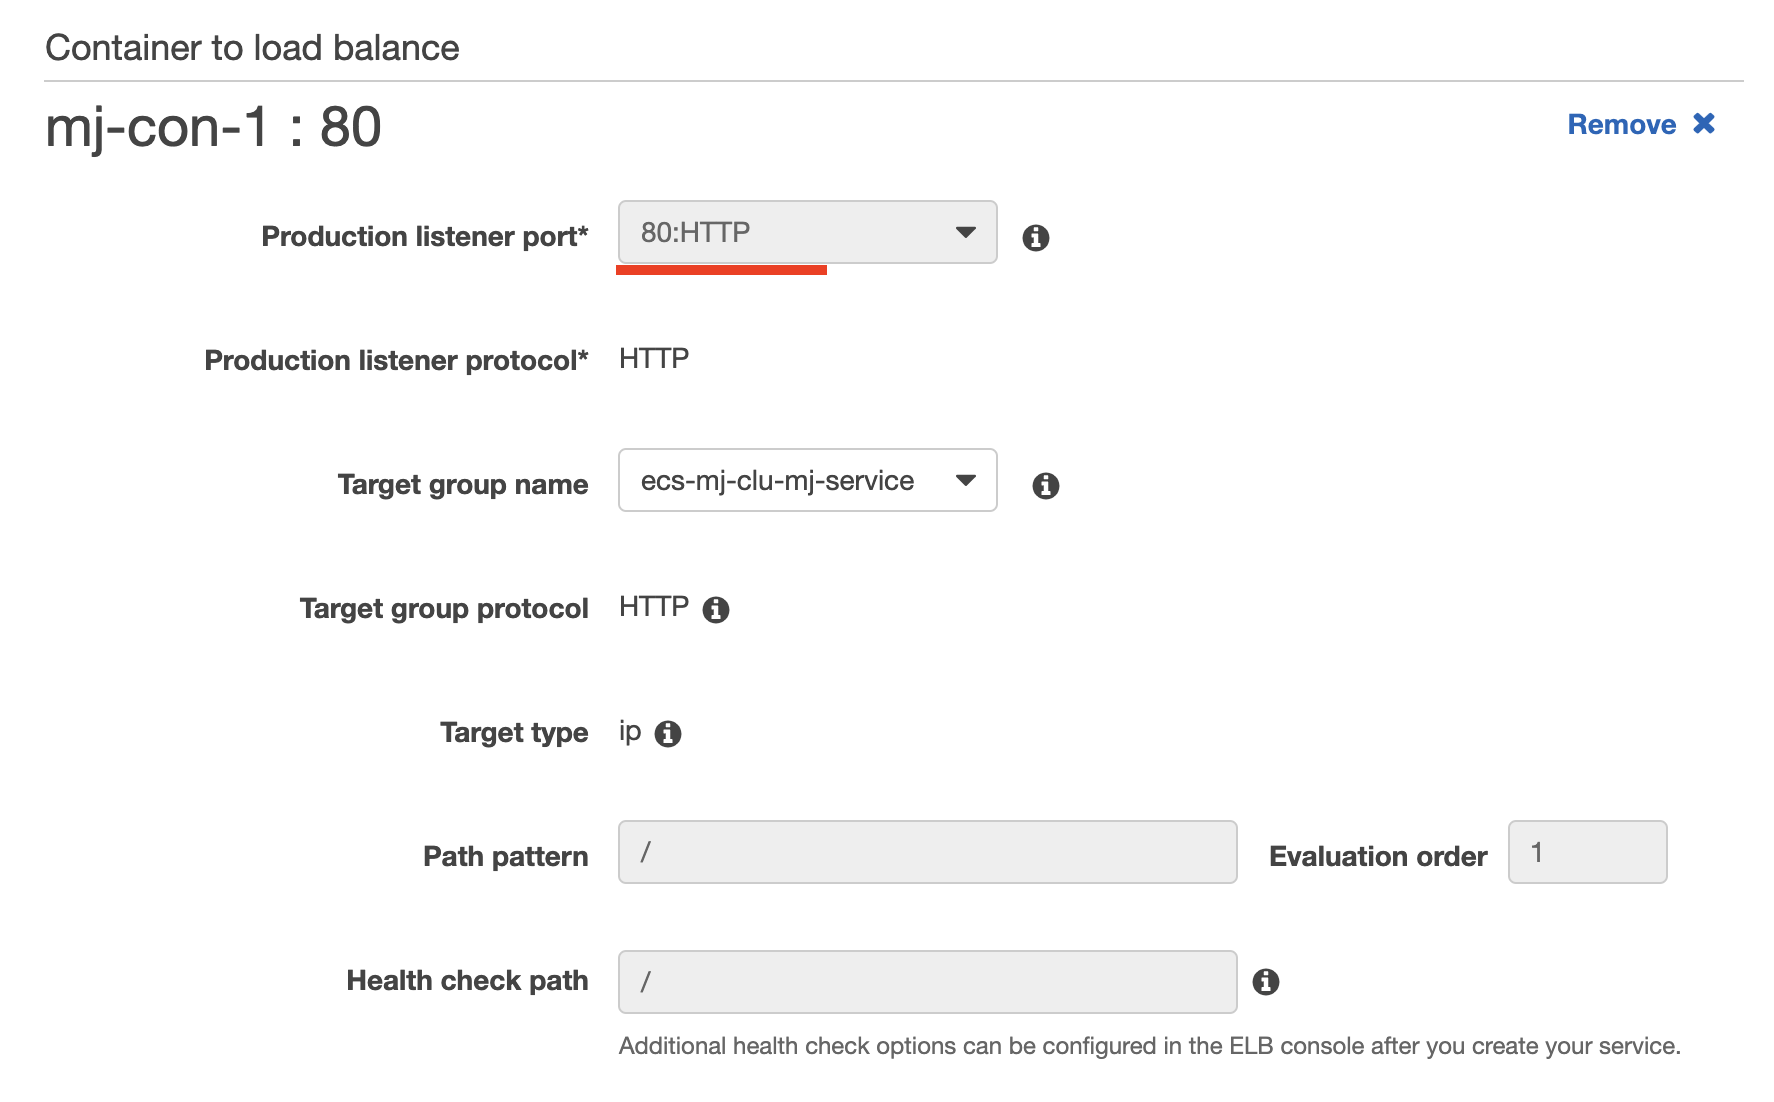 Container to load balance
mj-con-1 : 80
Remove
Production listener port* 80:HTTP
Production listener protocol* HTTP
Target group name ecs-mj-clu-mj-service
Target group protocol HTTP
Target type ip
Path pattern / Evaluation order 1
Health check path /
Additional health check options can be configured in the ELB console after you create your service.